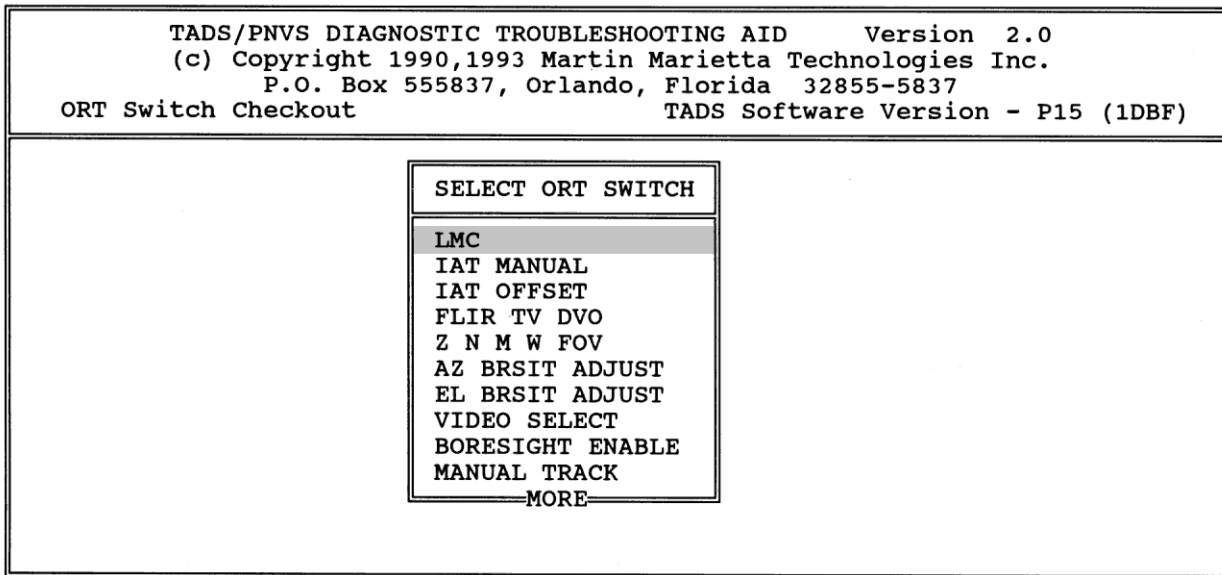 TADS/PNVS DIAGNOSTIC TROUBLESHOOTING AID Version 2.0
(c) Copyright 1990,1993 Martin Marietta Technologies Inc.
P.O. Box 555837, Orlando, Florida 32855-5837
ORT Switch Checkout TADS Software Version - P15 (1DBF)
SELECT ORT SWITCH
LMC
IAT MANUAL
IAT OFFSET
FLIR TV DVO
Z N M W FOV
AZ BRSIT ADJUST
EL BRSIT ADJUST
VIDEO SELECT
BORESIGHT ENABLE
MANUAL TRACK
MORE